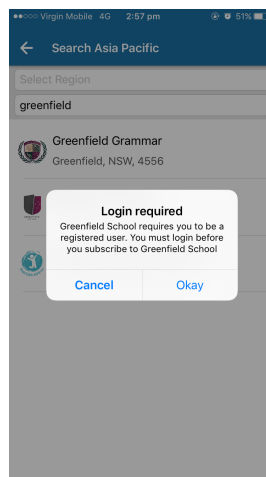 Virgin Mobile 4G 2:57 pm 51%
Search Asia Pacific
Select Region
greenfield
Greenfield Grammar
Greenfield, NSW, 4556
Login required
Greenfield School requires you to be a
registered user. You must login before
you subscribe to Greenfield School
Cancel Okay